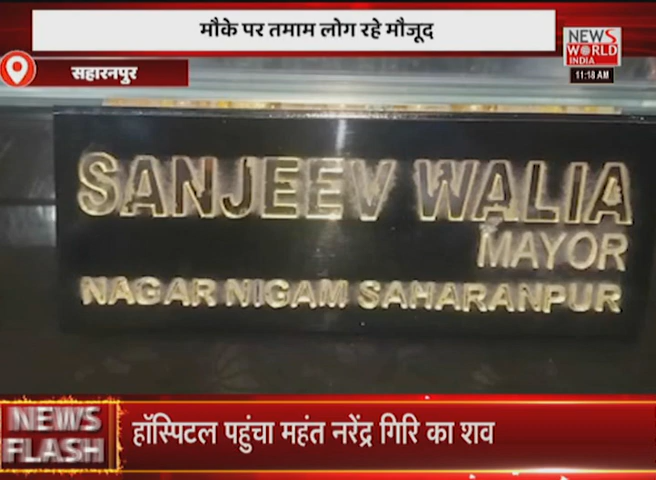 मौके पर तमाम लोग रहे मौजूद
NEWS
WORLD
INDIA
11:18 AM
सहारनपुर
SANJEEV WALIA
MAYOR
NAGAR NIGAM SAHARANPUR
NEWS
FLASH
हॉस्पिटल पहुंचा महंत नरेंद्र गिरि का शव